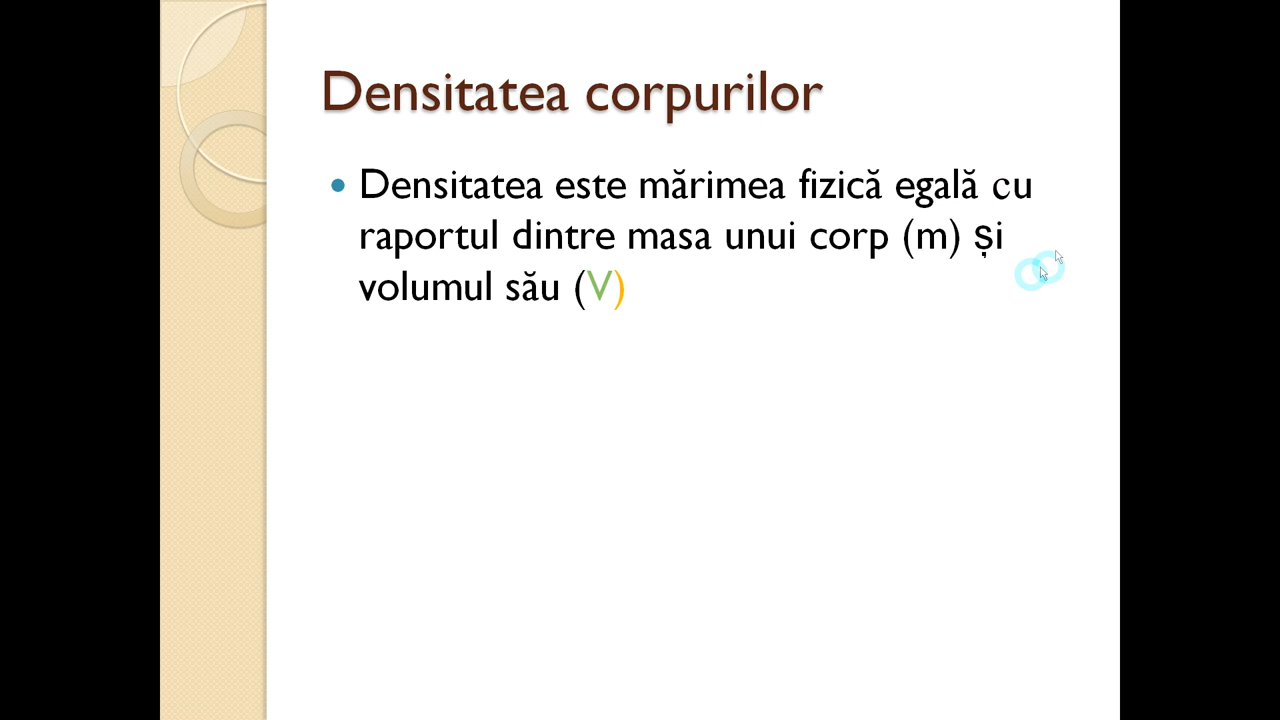 Densitatea corpurilor
Densitatea este mărimea fizică egală cu
raportul dintre masa unui corp (m) și
volumul său (V)